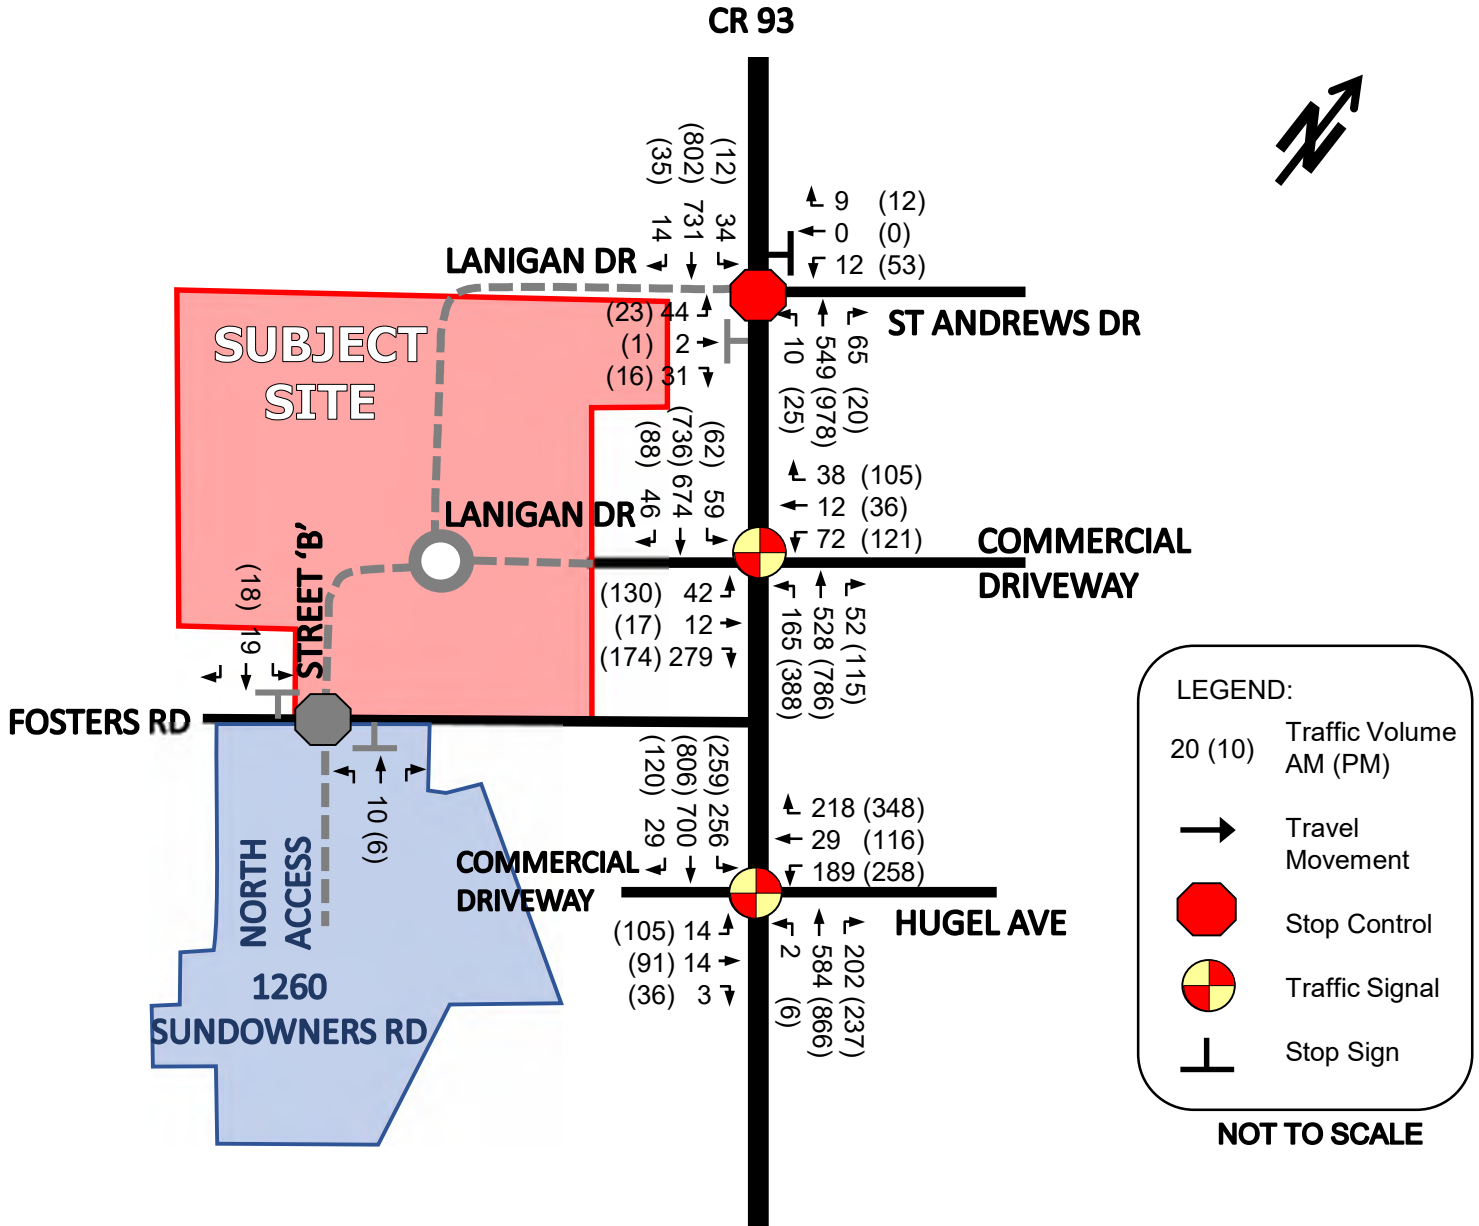 CR 93
(35) (802) (12)
14 731 34
9 (12)
0 (0)
12 (53)
LANIGAN DR
ST ANDREWS DR
(23) 44
(1) 2
(16) 31
10 (25)
549 (978)
65 (20)
SUBJECT
SITE
(88) (736) (62)
46 674 59
38 (105)
12 (36)
72 (121)
LANIGAN DR
COMMERCIAL
DRIVEWAY
(130) 42
(17) 12
(174) 279
165 (388)
528 (786)
52 (115)
STREET 'B'
(18) 19
FOSTERS RD
10 (6)
NORTH
ACCESS
(120) (806) (259)
29 700 256
218 (348)
29 (116)
189 (258)
COMMERCIAL
DRIVEWAY
HUGEL AVE
(105) 14
(91) 14
(36) 3
2 (6)
584 (866)
202 (237)
1260
SUNDOWNERS RD
LEGEND:
20 (10)
Traffic Volume
AM (PM)
Travel
Movement
Stop Control
Traffic Signal
Stop Sign
NOT TO SCALE
N